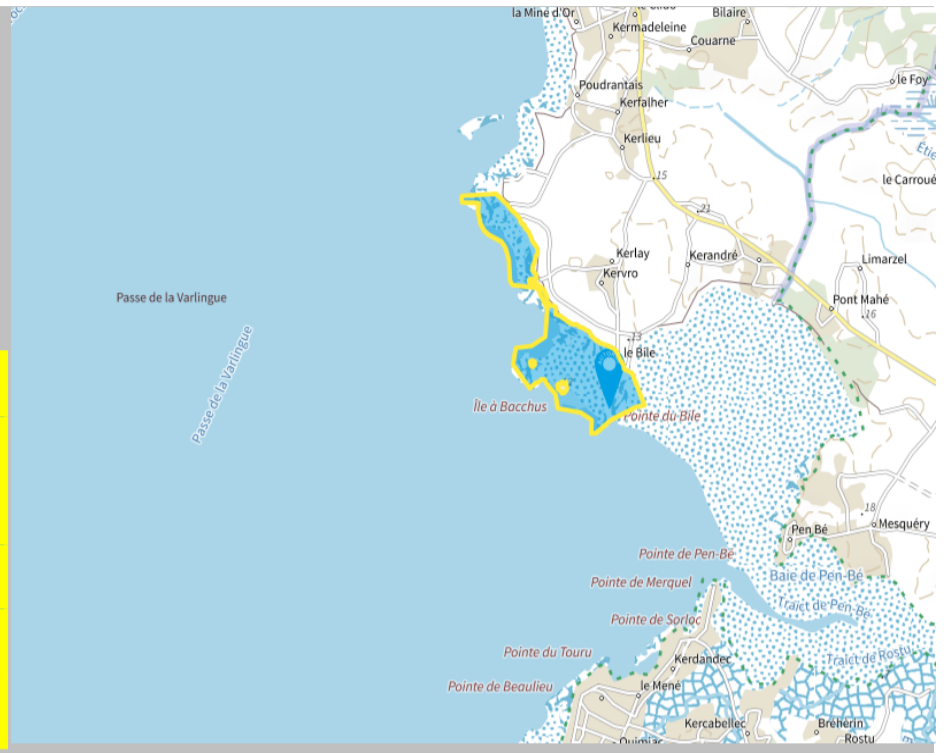 la Mine d'Or
Bilaire
Kermadeleine
Couarne
le Foy
Poudrantais
Kerfalher
Kerlieu
15
le Carroué
21
Kerlay
Kerandré
Limarzel
Kervro
Passe de la Varlingue
Pont Mahé
16
13
le Bile
Passe de la Varlingue
Île à Bacchus
Pointe du Bile
18
Mesquéry
Pen Bé
Pointe de Pen-Bé
Pointe de Merquel
Baie de Pen-Bé
Traict de Pen-Bé
Pointe de Sorloc
Pointe du Touru
Kerdandec
Traict de Rostu
Pointe de Beaulieu
le Mené
Kercabellec
Bréhérin
Rostu
Quimiac